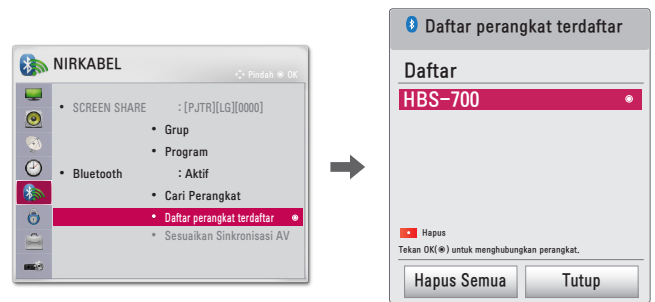 NIRKABEL
Pindah OK
• SCREEN SHARE : [PJTR][LG][0000]
• Grup
• Program
• Bluetooth : Aktif
• Cari Perangkat
• Daftar perangkat terdaftar
• Sesuaikan Sinkronisasi AV
Daftar perangkat terdaftar
Daftar
HBS-700
Hapus
Tekan OK(◉) untuk menghubungkan perangkat.
Hapus Semua
Tutup